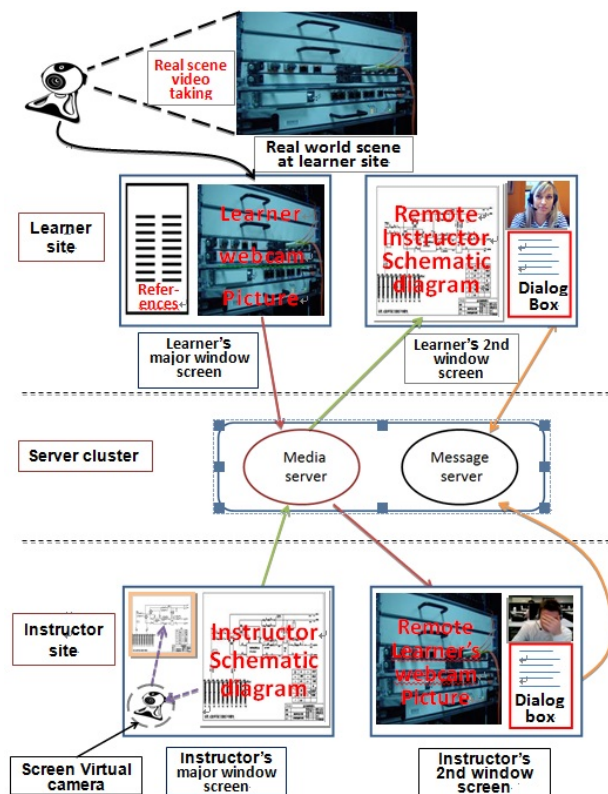 Real scene
video
taking
Real world scene
at learner site
Learner
site
Refer-
ences
Learner
webcam
Picture
Remote
Instructor
Schematic
diagram
Dialog
Box
Learner's
major window
screen
Learner's 2nd
window
screen
Server cluster
Media
server
Message
server
Instructor
site
Instructor
Schematic
diagram
Remote
Learner's
webcam
Picture
Dialog
box
Screen Virtual
camera
Instructor's
major window
screen
Instructor's
2nd window
screen